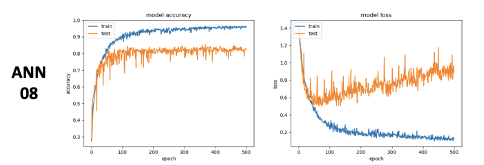 ANN
08
model accuracy
train
test
accuracy
1.0
0.9
0.8
0.7
0.6
0.5
0.4
0.3
0 100 200 300 400 500
epoch
model loss
train
test
loss
1.4
1.2
1.0
0.8
0.6
0.4
0.2
0 100 200 300 400 500
epoch